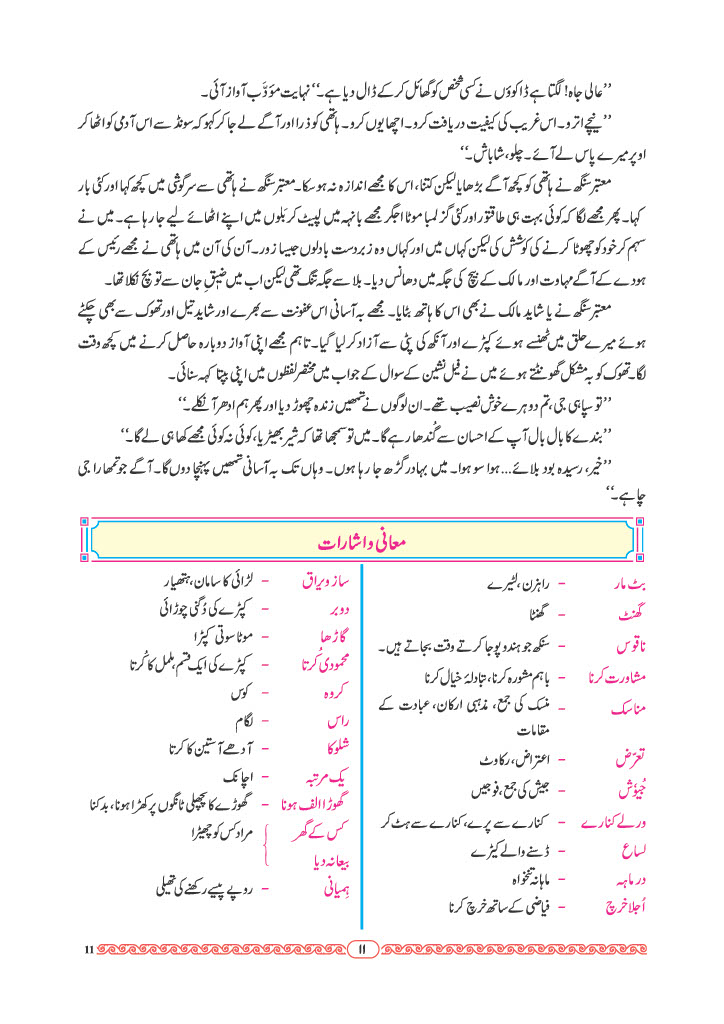 ’’عالی جاہ! لگتا ہے ڈاکوؤں نے کسی شخص کو گھائل کر کے ڈال دیا ہے۔‘‘ نہایت مؤدَّب آواز آئی۔
’’نیچے اترو۔ اس غریب کی کیفیت دریافت کرو۔ اچھا یوں کرو۔ ہاتھی کو ذرا اور آگے لے جا کر کہو کہ سونڈ سے اس آدمی کو اٹھا کر
اوپر میرے پاس لے آئے۔ چلو، شاباش۔‘‘
معتبر سنگھ نے ہاتھی کو کچھ آگے بڑھایا لیکن کتنا، اس کا مجھے اندازہ نہ ہو سکا۔ معتبر سنگھ نے ہاتھی سے سرگوشی میں کچھ کہا اور کئی بار
کہا۔ پھر مجھے لگا کہ کوئی بہت ہی طاقتور اور کئی گز لمبا موٹا اجگر مجھے بانہہ میں لپیٹ کر بَلوں میں اپنے اٹھائے لیے جا رہا ہے۔ میں نے
سہم کر خود کو چھوٹا کرنے کی کوشش کی لیکن کہاں میں اور کہاں وہ زبردست بادلوں جیسا زور۔ آن کی آن میں ہاتھی نے مجھے رئیس کے
ہودے کے آگے مہاوت اور مالک کے بیچ کی جگہ میں دھانس دیا۔ بلا سے جگہ تنگ تھی لیکن اب میں ضیقِ جان سے تو بچ نکلا تھا۔
معتبر سنگھ نے یا شاید مالک نے بھی اس کا ہاتھ بٹایا۔ مجھے بہ آسانی اس عفونت سے بھرے اور شاید تیل اور تھوک سے بھی چکٹے
ہوئے میرے حلق میں ٹھنسے ہوئے کپڑے اور آنکھ کی پٹی سے آزاد کر لیا گیا۔ تاہم مجھے اپنی آواز دوبارہ حاصل کرنے میں کچھ وقت
لگا۔ تھوک کو بہ مشکل گھونٹتے ہوئے میں نے فیل نشین کے سوال کے جواب میں مختصر لفظوں میں اپنی بپتا کہہ سنائی۔
’’تو سپاہی جی، تم دوہرے خوش نصیب تھے۔ ان لوگوں نے تمھیں زندہ چھوڑ دیا اور پھر ہم ادھر آ نکلے۔‘‘
’’بندے کا بال بال آپ کے احسان سے گُندھا رہے گا۔ میں تو سمجھا تھا کہ شیر بھیڑیا، کوئی نہ کوئی مجھے کھا ہی لے گا۔‘‘
’’خیر، رسیدہ بود بلائے... ہوا سو ہوا۔ میں بہادر گڑھ جا رہا ہوں۔ وہاں تک بہ آسانی تمھیں پہنچا دوں گا۔ آگے جو تمھارا جی
چاہے۔‘‘
معانی و اشارات
بٹ مار – راہزن، لٹیرے
گھنٹ – گھنٹا
ناقوس – سنکھ جو ہندو پوجا کرتے وقت بجاتے ہیں۔
مشاورت کرنا – باہم مشورہ کرنا، تبادلۂ خیال کرنا
مناسک – منسک کی جمع، مذہبی ارکان، عبادت کے
مقامات
تعرّض – اعتراض، رکاوٹ
جُیوُش – جیش کی جمع، فوجیں
ورلے کنارے – کنارے سے پرے، کنارے سے ہٹ کر
لساع – ڈسنے والے کیڑے
درماہہ – ماہانہ تنخواہ
اُجلا خرچ – فیاضی کے ساتھ خرچ کرنا
ساز ویراق – لڑائی کا سامان، ہتھیار
دوبر – کپڑے کی دُگنی چوڑائی
گاڑھا – موٹا سوتی کپڑا
محمودی کُرتا – کپڑے کی ایک قسم، ململ کا کُرتا
کروہ – کوس
راس – لگام
شلوکا – آدھے آستین کا کرتا
یک مرتبہ – اچانک
گھوڑا الف ہونا – گھوڑے کا پچھلی ٹانگوں پر کھڑا ہونا، بدکنا
کس کے گھر مراد کس کو چھیڑا
بیعانہ دیا
ہِمیانی – روپے پیسے رکھنے کی تھیلی
11 ۱۱